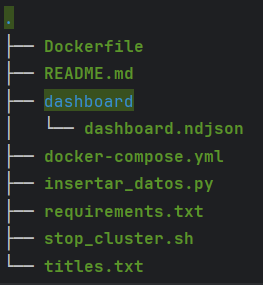 .
├── Dockerfile
├── README.md
├── dashboard
│   └── dashboard.ndjson
├── docker-compose.yml
├── insertar_datos.py
├── requirements.txt
├── stop_cluster.sh
└── titles.txt